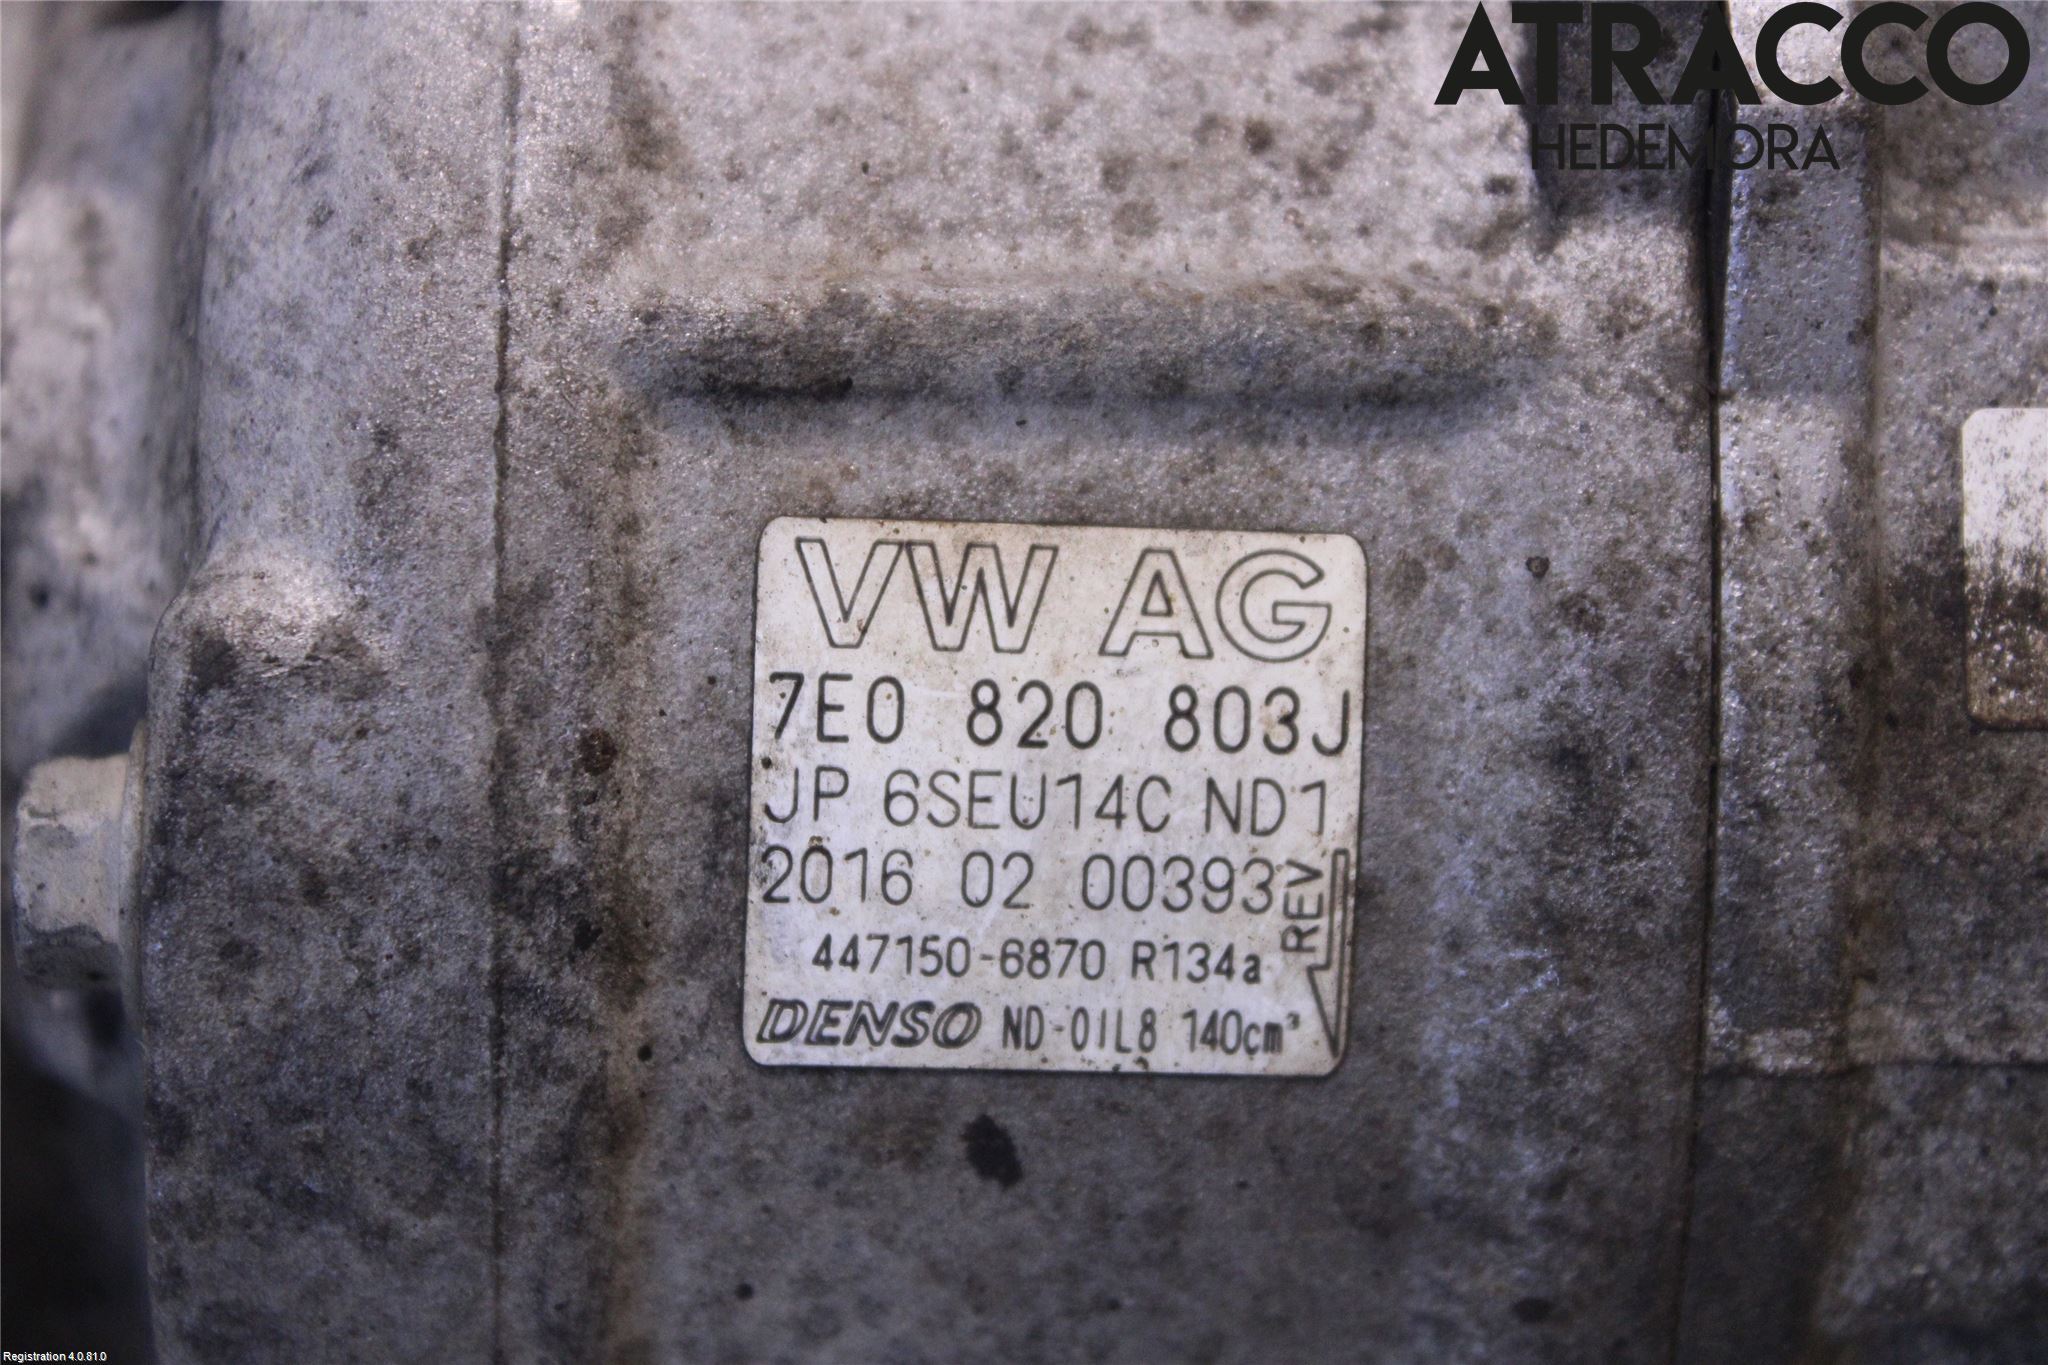 ATRACCO
HEDEMORA
VW AG
7E0 820 803J
JP 6SEU14C ND1
2016 02 00393
REV
447150-6870 R134a
DENSO ND-OIL8 140cm³
Registration 4.0.81.0